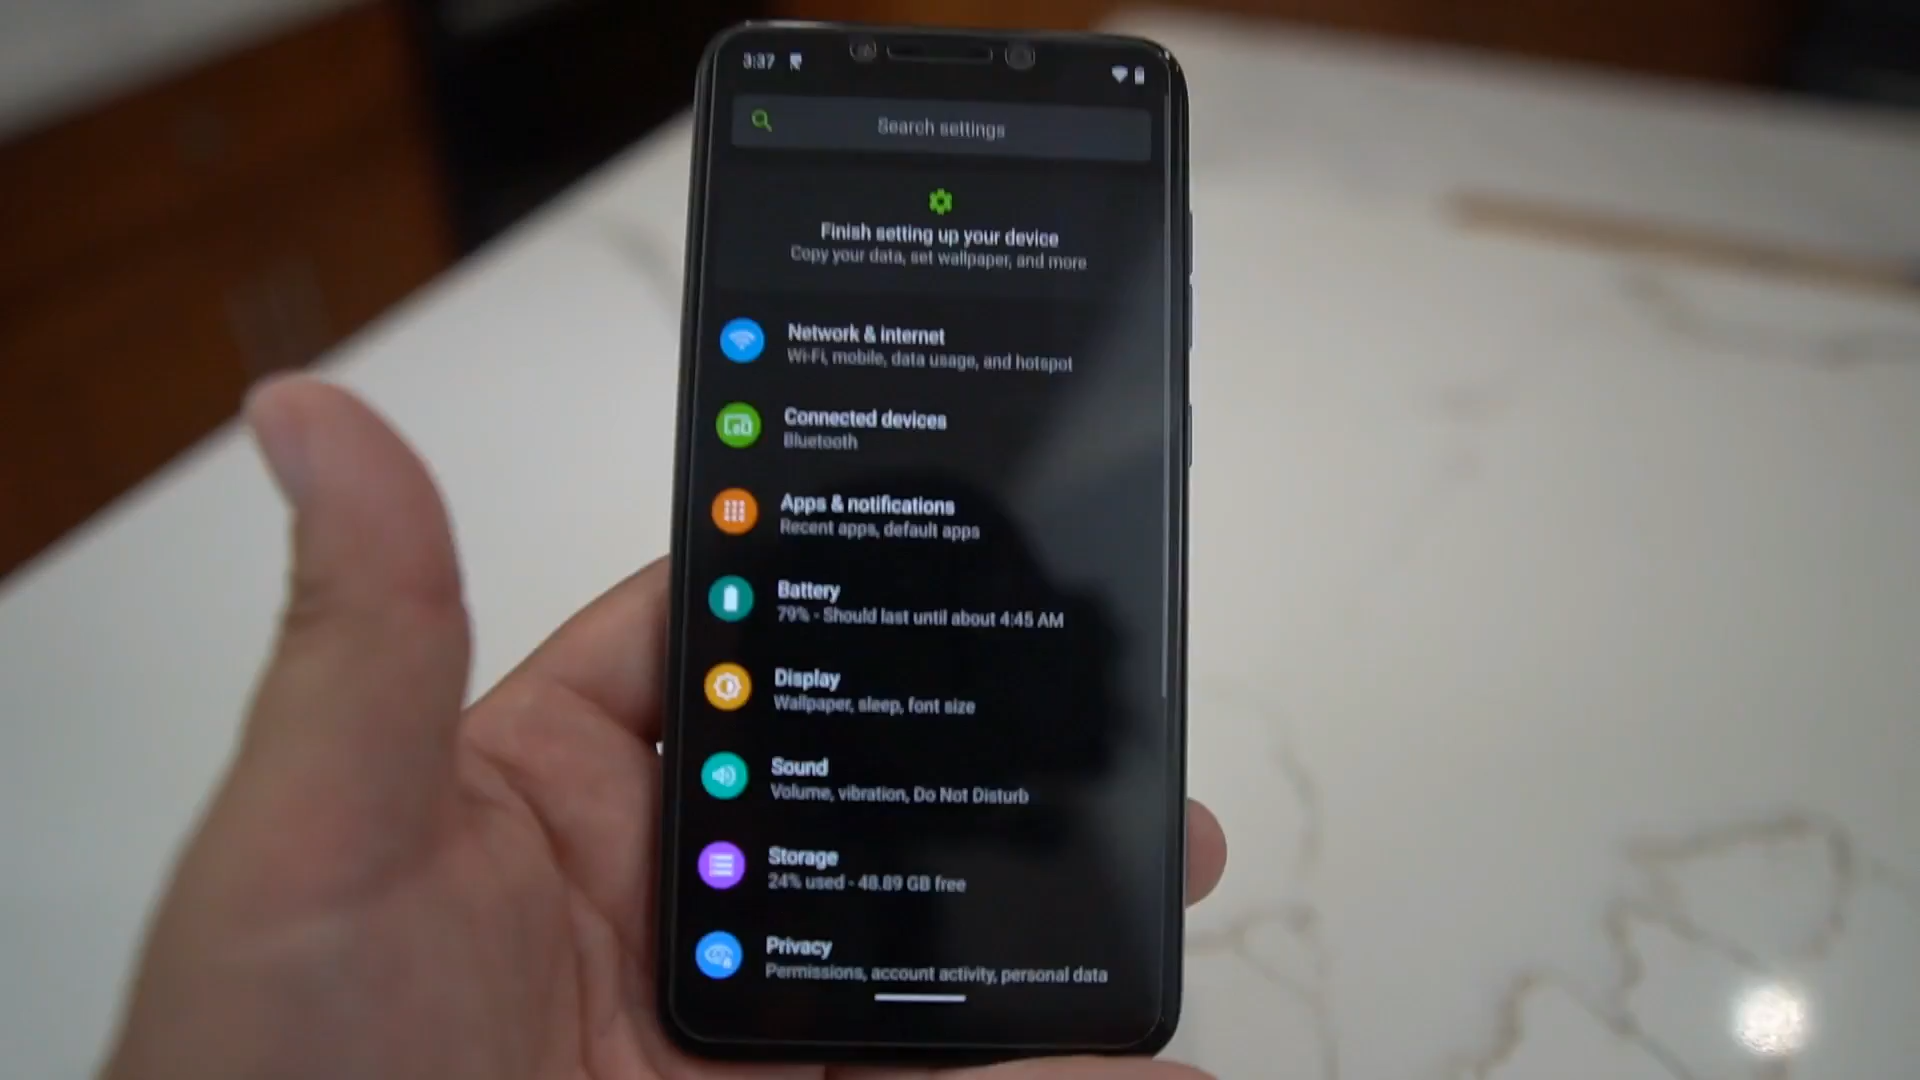 3:37
Search settings
Finish setting up your device
Copy your data, set wallpaper, and more
Network & internet
Wi-Fi, mobile, data usage, and hotspot
Connected devices
Bluetooth
Apps & notifications
Recent apps, default apps
Battery
79% - Should last until about 4:45 AM
Display
Wallpaper, sleep, font size
Sound
Volume, vibration, Do Not Disturb
Storage
24% used - 48.89 GB free
Privacy
Permissions, account activity, personal data